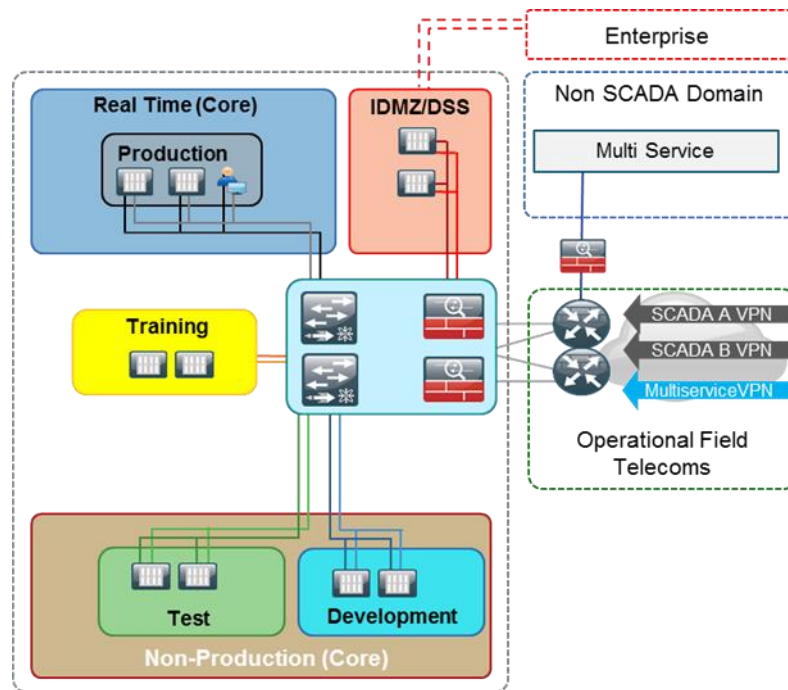 Enterprise
Real Time (Core)
IDMZ/DSS
Non SCADA Domain
Production
Multi Service
Training
SCADA A VPN
SCADA B VPN
MultiserviceVPN
Operational Field
Telecoms
Test
Development
Non-Production (Core)